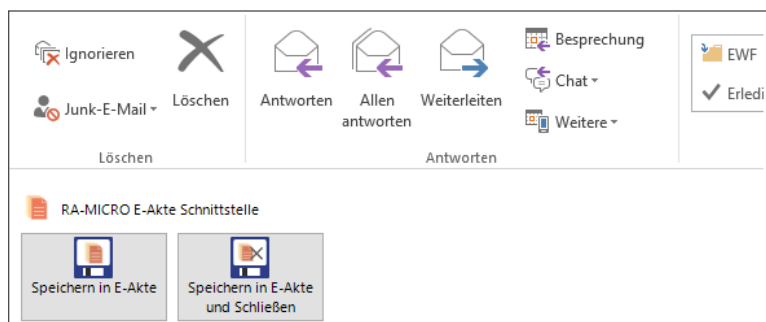 Ignorieren
Junk-E-Mail
Löschen
Löschen
Antworten
Allen
antworten
Weiterleiten
Besprechung
Chat
Weitere
Antworten
EWF
Erledi
RA-MICRO E-Akte Schnittstelle
Speichern in E-Akte
Speichern in E-Akte
und Schließen